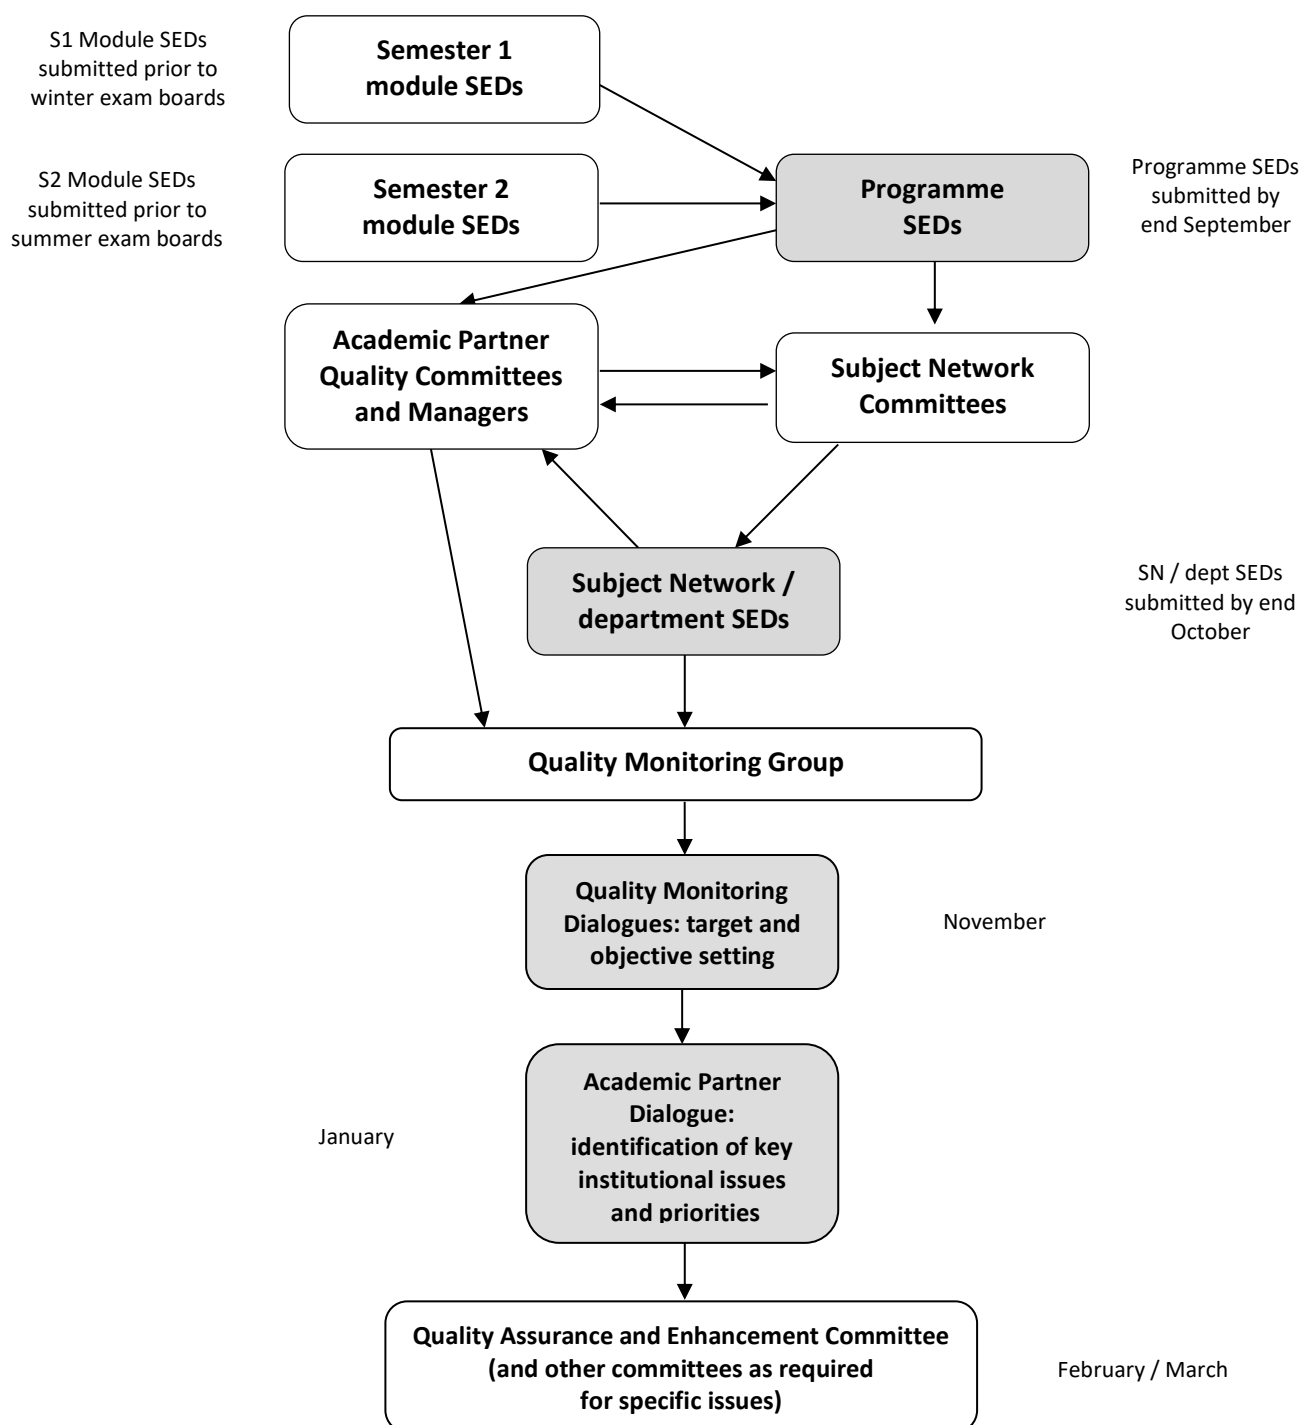 S1 Module SEDs
submitted prior to
winter exam boards
Semester 1
module SEDs
S2 Module SEDs
submitted prior to
summer exam boards
Semester 2
module SEDs
Programme
SEDs
Programme SEDs
submitted by
end September
Academic Partner
Quality Committees
and Managers
Subject Network
Committees
Subject Network /
department SEDs
SN / dept SEDs
submitted by end
October
Quality Monitoring Group
Quality Monitoring
Dialogues: target and
objective setting
November
Academic Partner
Dialogue:
identification of key
institutional issues
and priorities
January
Quality Assurance and Enhancement Committee
(and other committees as required
for specific issues)
February / March